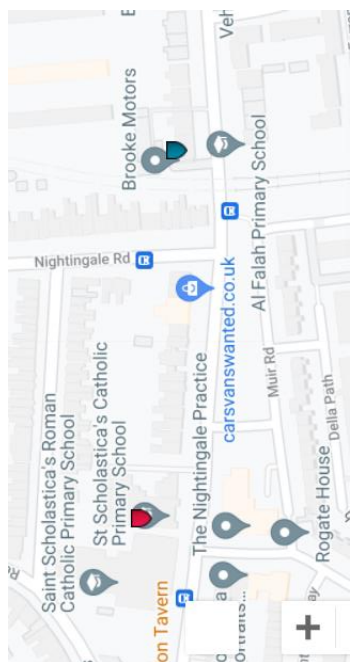 Brooke Motors
Al-Falah Primary School
Nightingale Rd
carsvanswanted.co.uk
Muir Rd
Della Path
Saint Scholastica's Roman
Catholic Primary School
St Scholastica's Catholic
Primary School
The Nightingale Practice
Rogate House
on Tavern
+